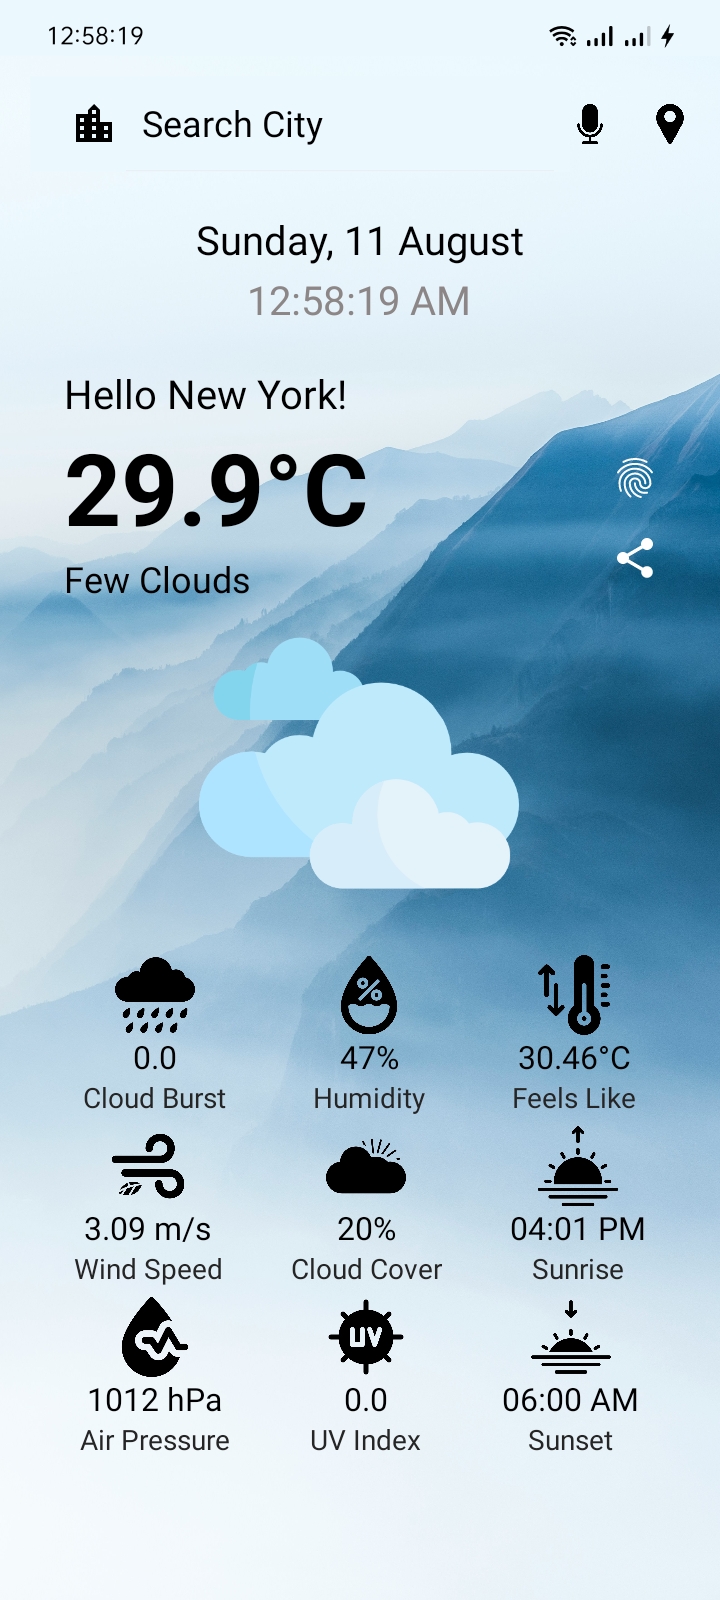 12:58:19
Search City
Sunday, 11 August
12:58:19 AM
Hello New York!
29.9°C
Few Clouds
%
0.0 47% 30.46°C
Cloud Burst Humidity Feels Like
3.09 m/s 20% 04:01 PM
Wind Speed Cloud Cover Sunrise
UV
1012 hPa 0.0 06:00 AM
Air Pressure UV Index Sunset